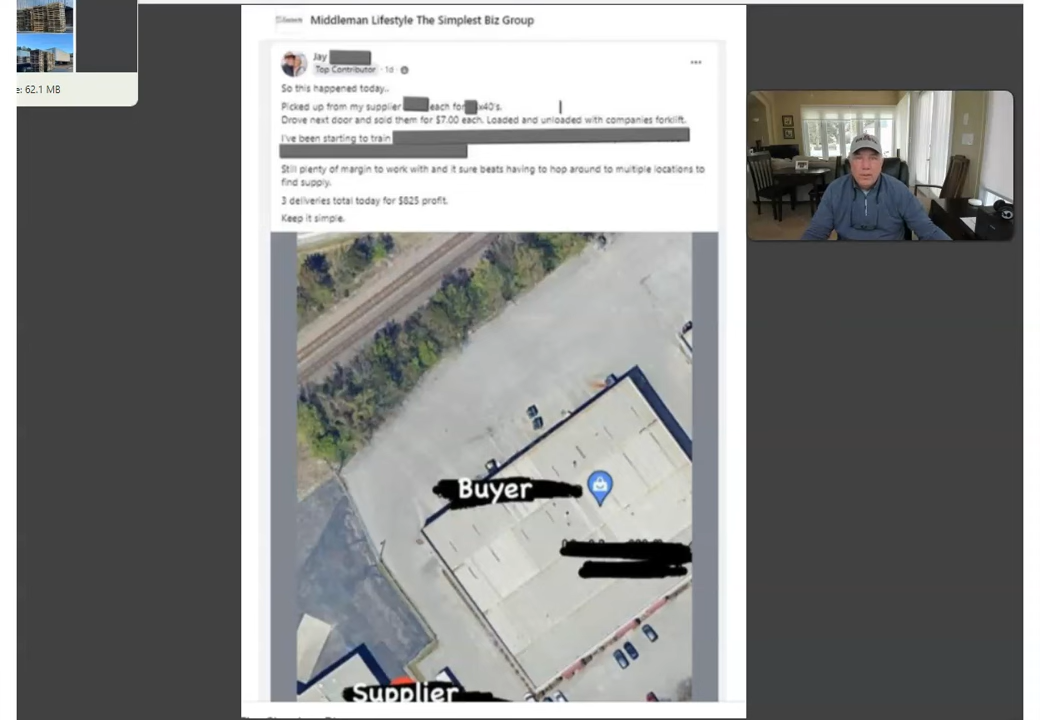 e: 62.1 MB
Middleman Lifestyle The Simplest Biz Group
Jay
Top Contributor · 1d ·
So this happened today..
Picked up from my supplier each for x40's.
Drove next door and sold them for $7.00 each. Loaded and unloaded with companies forklift.
I've been starting to train
Still plenty of margin to work with and it sure beats having to hop around to multiple locations to
find supply.
3 deliveries total today for $825 profit.
Keep it simple.
Buyer
Supplier